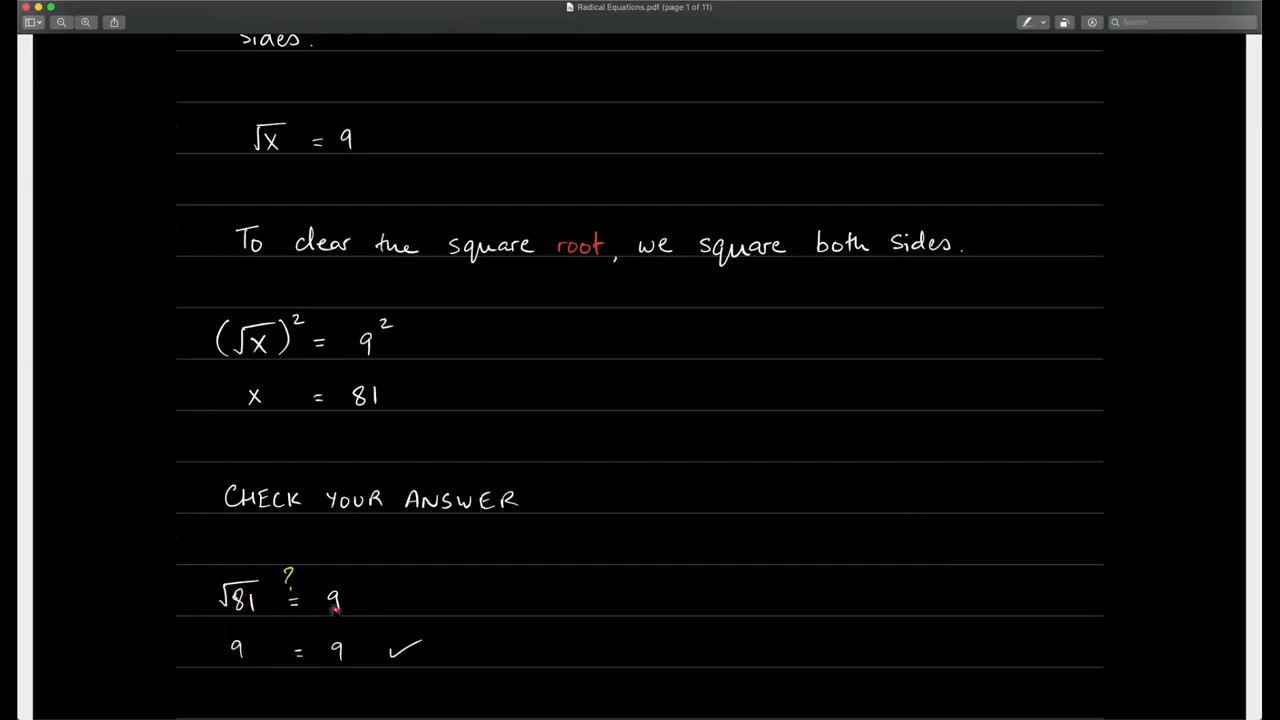 Radical Equations.pdf (page 1 of 11)
Search
sides.
√x = 9
To clear the square root, we square both sides.
(√x)² = 9²
x = 81
CHECK YOUR ANSWER
?
√81 = 9
9 = 9 ✓